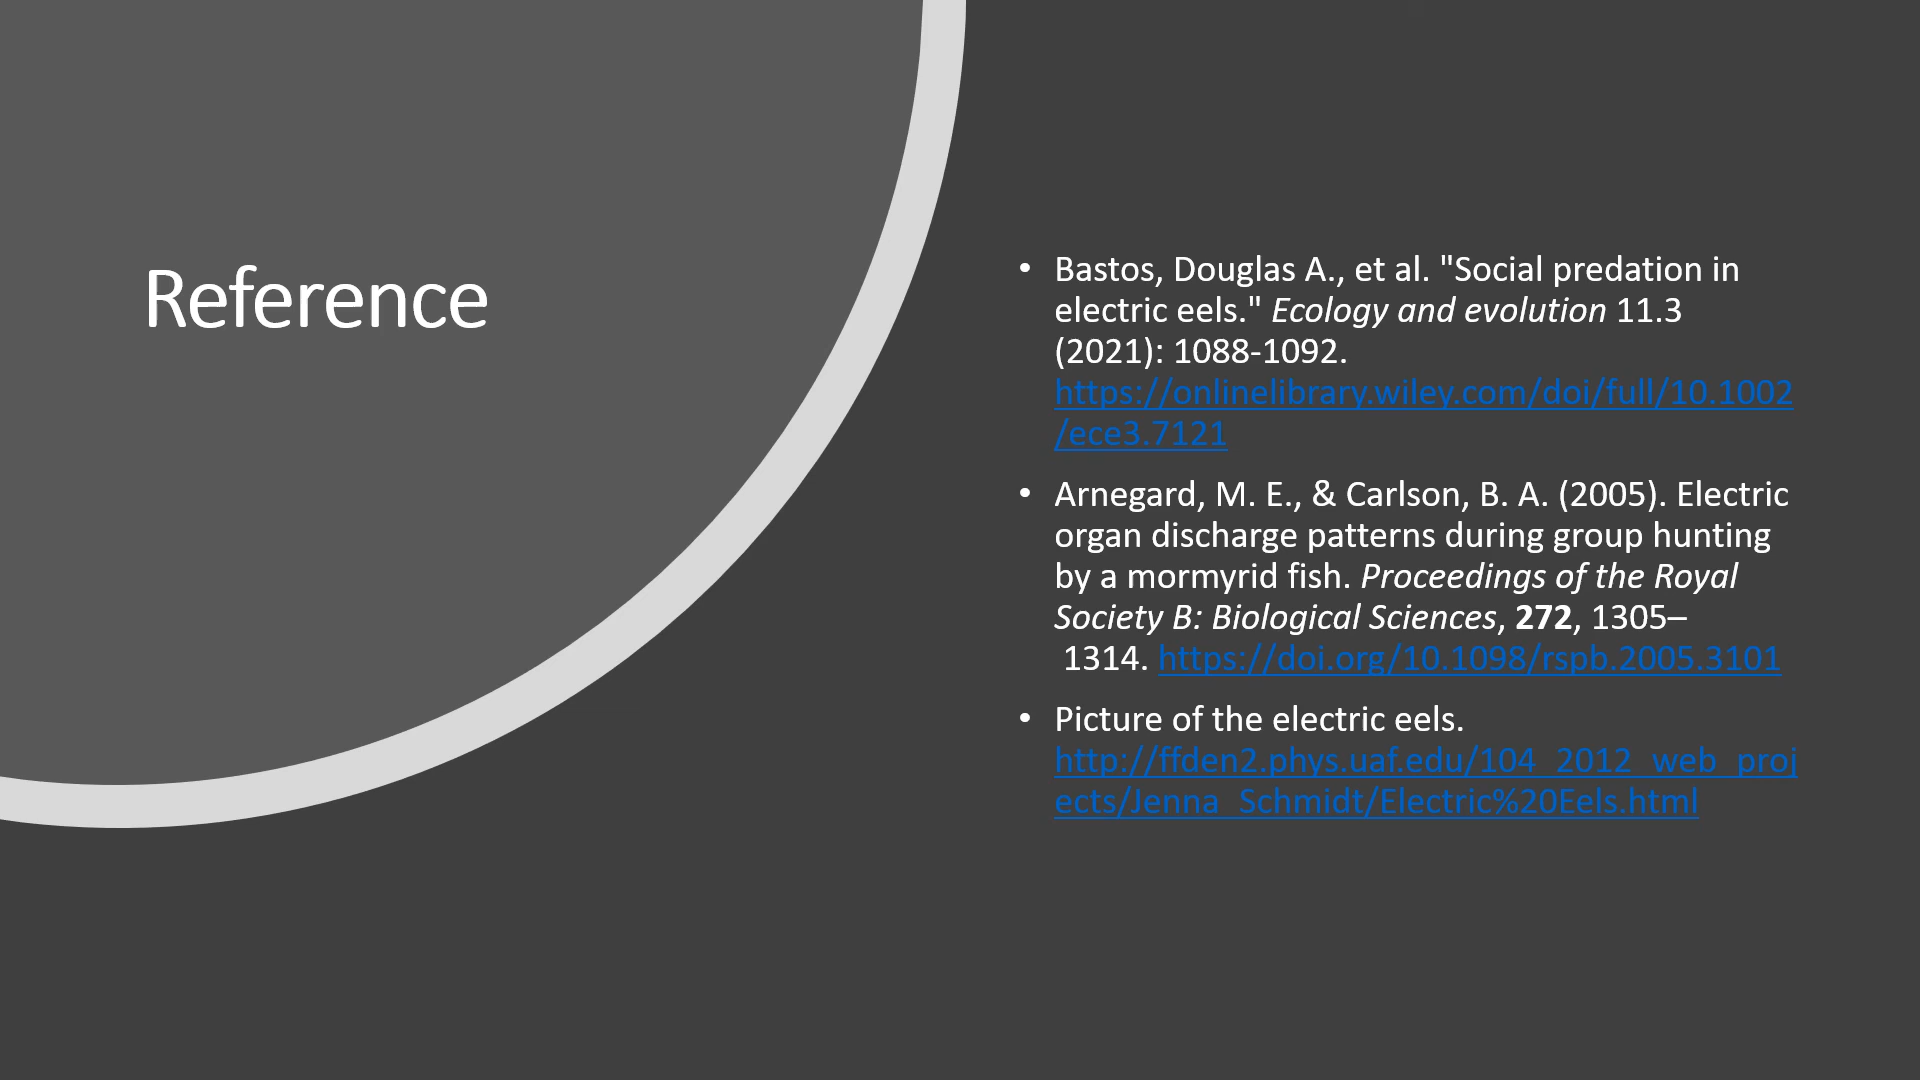 Reference
• Bastos, Douglas A., et al. "Social predation in
electric eels." Ecology and evolution 11.3
(2021): 1088-1092.
https://onlinelibrary.wiley.com/doi/full/10.1002
/ece3.7121
• Arnegard, M. E., & Carlson, B. A. (2005). Electric
organ discharge patterns during group hunting
by a mormyrid fish. Proceedings of the Royal
Society B: Biological Sciences, 272, 1305–
1314. https://doi.org/10.1098/rspb.2005.3101
• Picture of the electric eels.
http://ffden2.phys.uaf.edu/104_2012_web_proj
ects/Jenna_Schmidt/Electric%20Eels.html